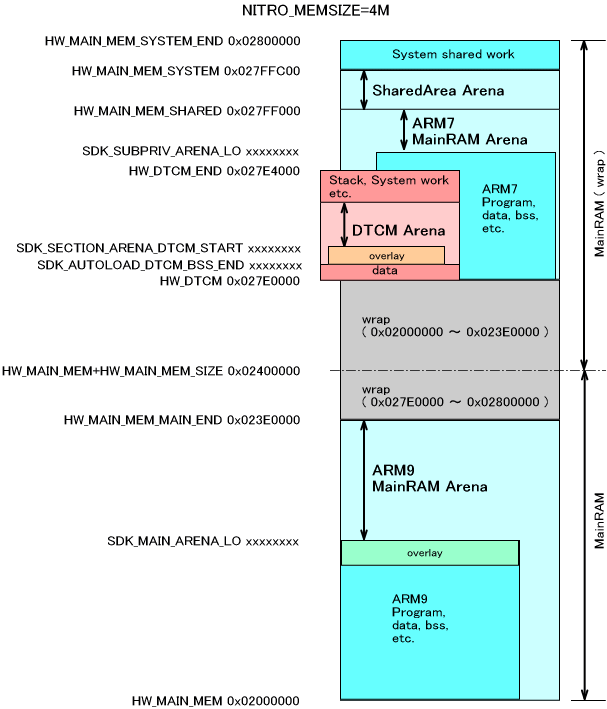 NITRO_MEMSIZE=4M
HW_MAIN_MEM_SYSTEM_END 0x02800000
System shared work
HW_MAIN_MEM_SYSTEM 0x027FFC00
SharedArea Arena
HW_MAIN_MEM_SHARED 0x027FF000
ARM7
MainRAM Arena
SDK_SUBPRIV_ARENA_LO xxxxxxxx
HW_DTCM_END 0x027E4000
Stack, System work
etc.
ARM7
Program,
data, bss,
etc.
DTCM Arena
SDK_SECTION_ARENA_DTCM_START xxxxxxxx
overlay
SDK_AUTOLOAD_DTCM_BSS_END xxxxxxxx
data
HW_DTCM 0x027E0000
MainRAM ( wrap )
wrap
( 0x02000000 ～ 0x023E0000 )
HW_MAIN_MEM+HW_MAIN_MEM_SIZE 0x02400000
wrap
( 0x027E0000 ～ 0x02800000 )
HW_MAIN_MEM_MAIN_END 0x023E0000
ARM9
MainRAM Arena
MainRAM
SDK_MAIN_ARENA_LO xxxxxxxx
overlay
ARM9
Program,
data, bss,
etc.
HW_MAIN_MEM 0x02000000